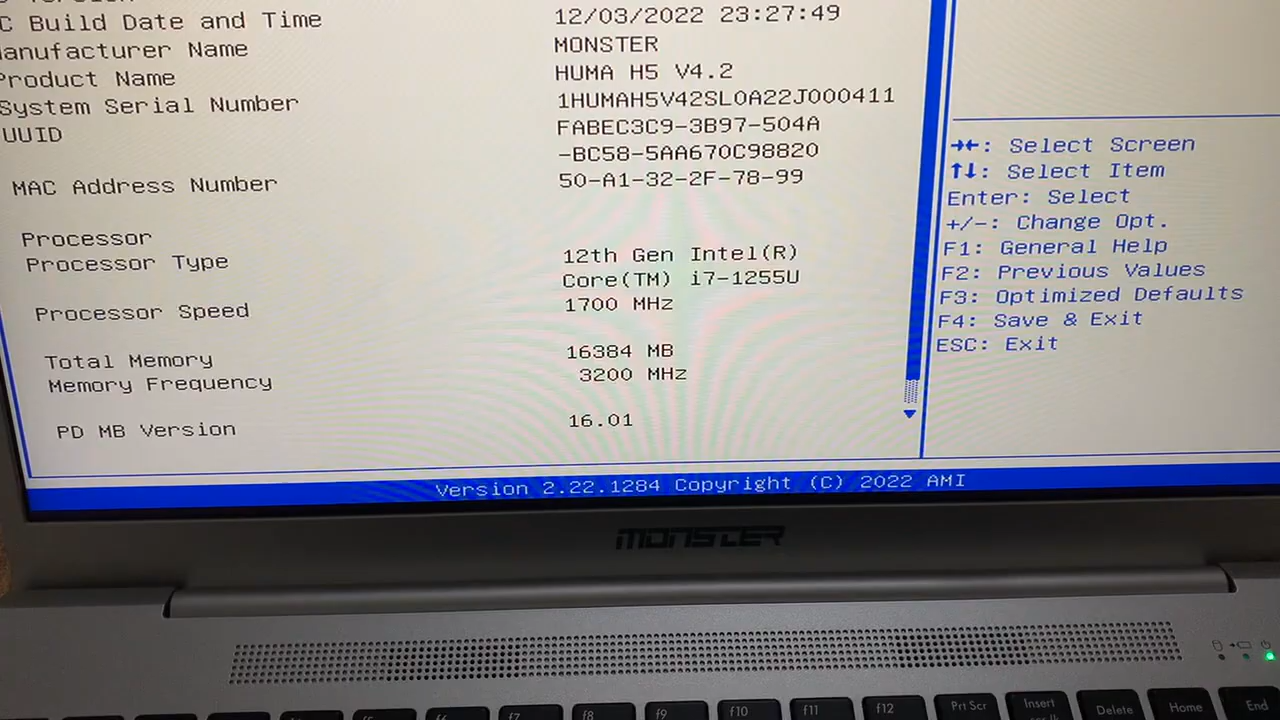 C Build Date and Time 12/03/2022 23:27:49
anufacturer Name MONSTER
Product Name HUMA H5 V4.2
System Serial Number 1HUMAH5V42SL0A22J000411
UUID FABEC3C9-3B97-504A
-BC58-5AA670C98820
MAC Address Number 50-A1-32-2F-78-99
Processor
Processor Type 12th Gen Intel(R)
Core(TM) i7-1255U
Processor Speed 1700 MHz
Total Memory 16384 MB
Memory Frequency 3200 MHz
PD MB Version 16.01
→←: Select Screen
↑↓: Select Item
Enter: Select
+/-: Change Opt.
F1: General Help
F2: Previous Values
F3: Optimized Defaults
F4: Save & Exit
ESC: Exit
Version 2.22.1284 Copyright (C) 2022 AMI
MONSTER
f7 f8 f9 f10 f11 f12 Prt Scr Insert Delete Home End